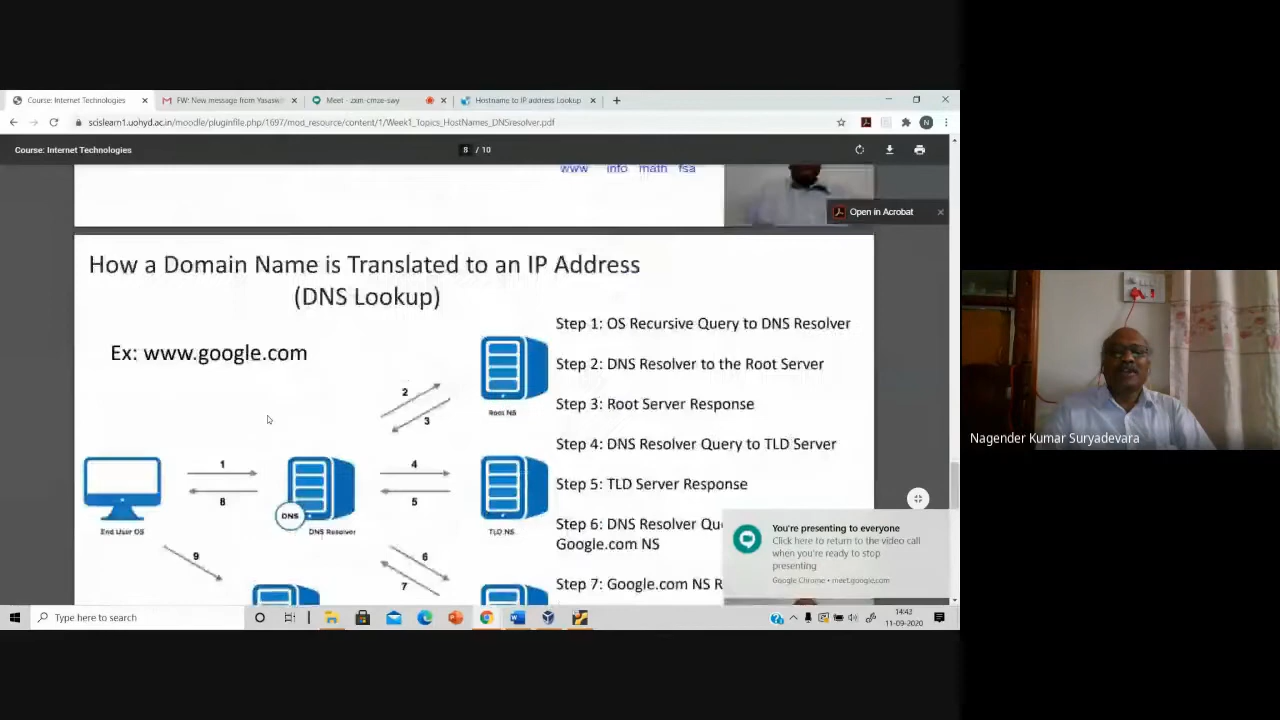 Course: Internet Technologies
FW: New message from Yasasw
Meet - zxm-cmze-saiy
Hostname to IP address Lookup
scislearn1.uohyd.ac.in/moodle/pluginfile.php/1697/mod_resource/content/1/Week1_Topics_HostNames_DNSresolver.pdf
N
Course: Internet Technologies
8 / 10
www info math fsa
Open in Acrobat
How a Domain Name is Translated to an IP Address
(DNS Lookup)
Ex: www.google.com
Step 1: OS Recursive Query to DNS Resolver
Step 2: DNS Resolver to the Root Server
Step 3: Root Server Response
Step 4: DNS Resolver Query to TLD Server
Step 5: TLD Server Response
Step 6: DNS Resolver Qu
Google.com NS
Step 7: Google.com NS R
2
3
Root NS
1
8
4
5
DNS
End User OS
DNS Resolver
TLD NS
9
6
7
You're presenting to everyone
Click here to return to the video call
when you're ready to stop
presenting
Google Chrome • meet.google.com
Nagender Kumar Suryadevara
Type here to search
14:43
11-09-2020